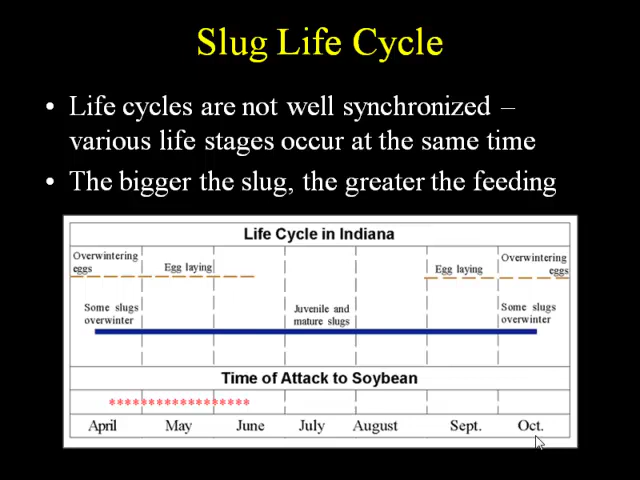 Slug Life Cycle
• Life cycles are not well synchronized –
various life stages occur at the same time
• The bigger the slug, the greater the feeding
Life Cycle in Indiana
Overwintering
eggs
Egg laying
Egg laying
Overwintering
eggs
Some slugs
overwinter
Juvenile and
mature slugs
Some slugs
overwinter
Time of Attack to Soybean
******************
April May June July August Sept. Oct.